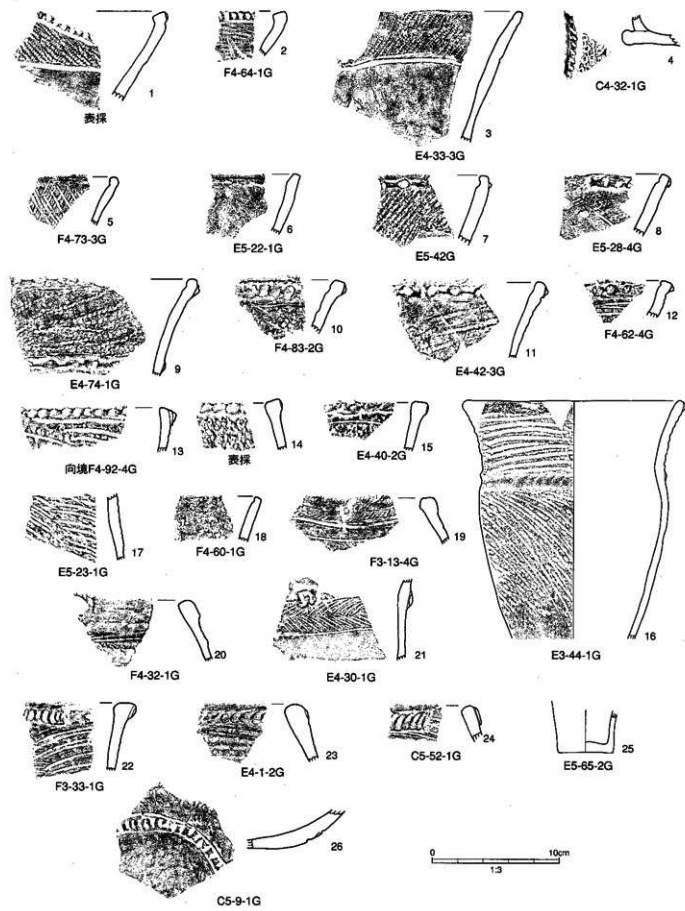 1
表採
2
F4-64-1G
3
E4-33-3G
4
C4-32-1G
5
F4-73-3G
6
E5-22-1G
7
E5-42G
8
E5-28-4G
9
E4-74-1G
10
F4-83-2G
11
E4-42-3G
12
F4-62-4G
13
向境F4-92-4G
14
表採
15
E4-40-2G
16
E3-44-1G
17
E5-23-1G
18
F4-60-1G
19
F3-13-4G
20
F4-32-1G
21
E4-30-1G
22
F3-33-1G
23
E4-1-2G
24
C5-52-1G
25
E5-65-2G
26
C5-9-1G
0 10cm
1:3